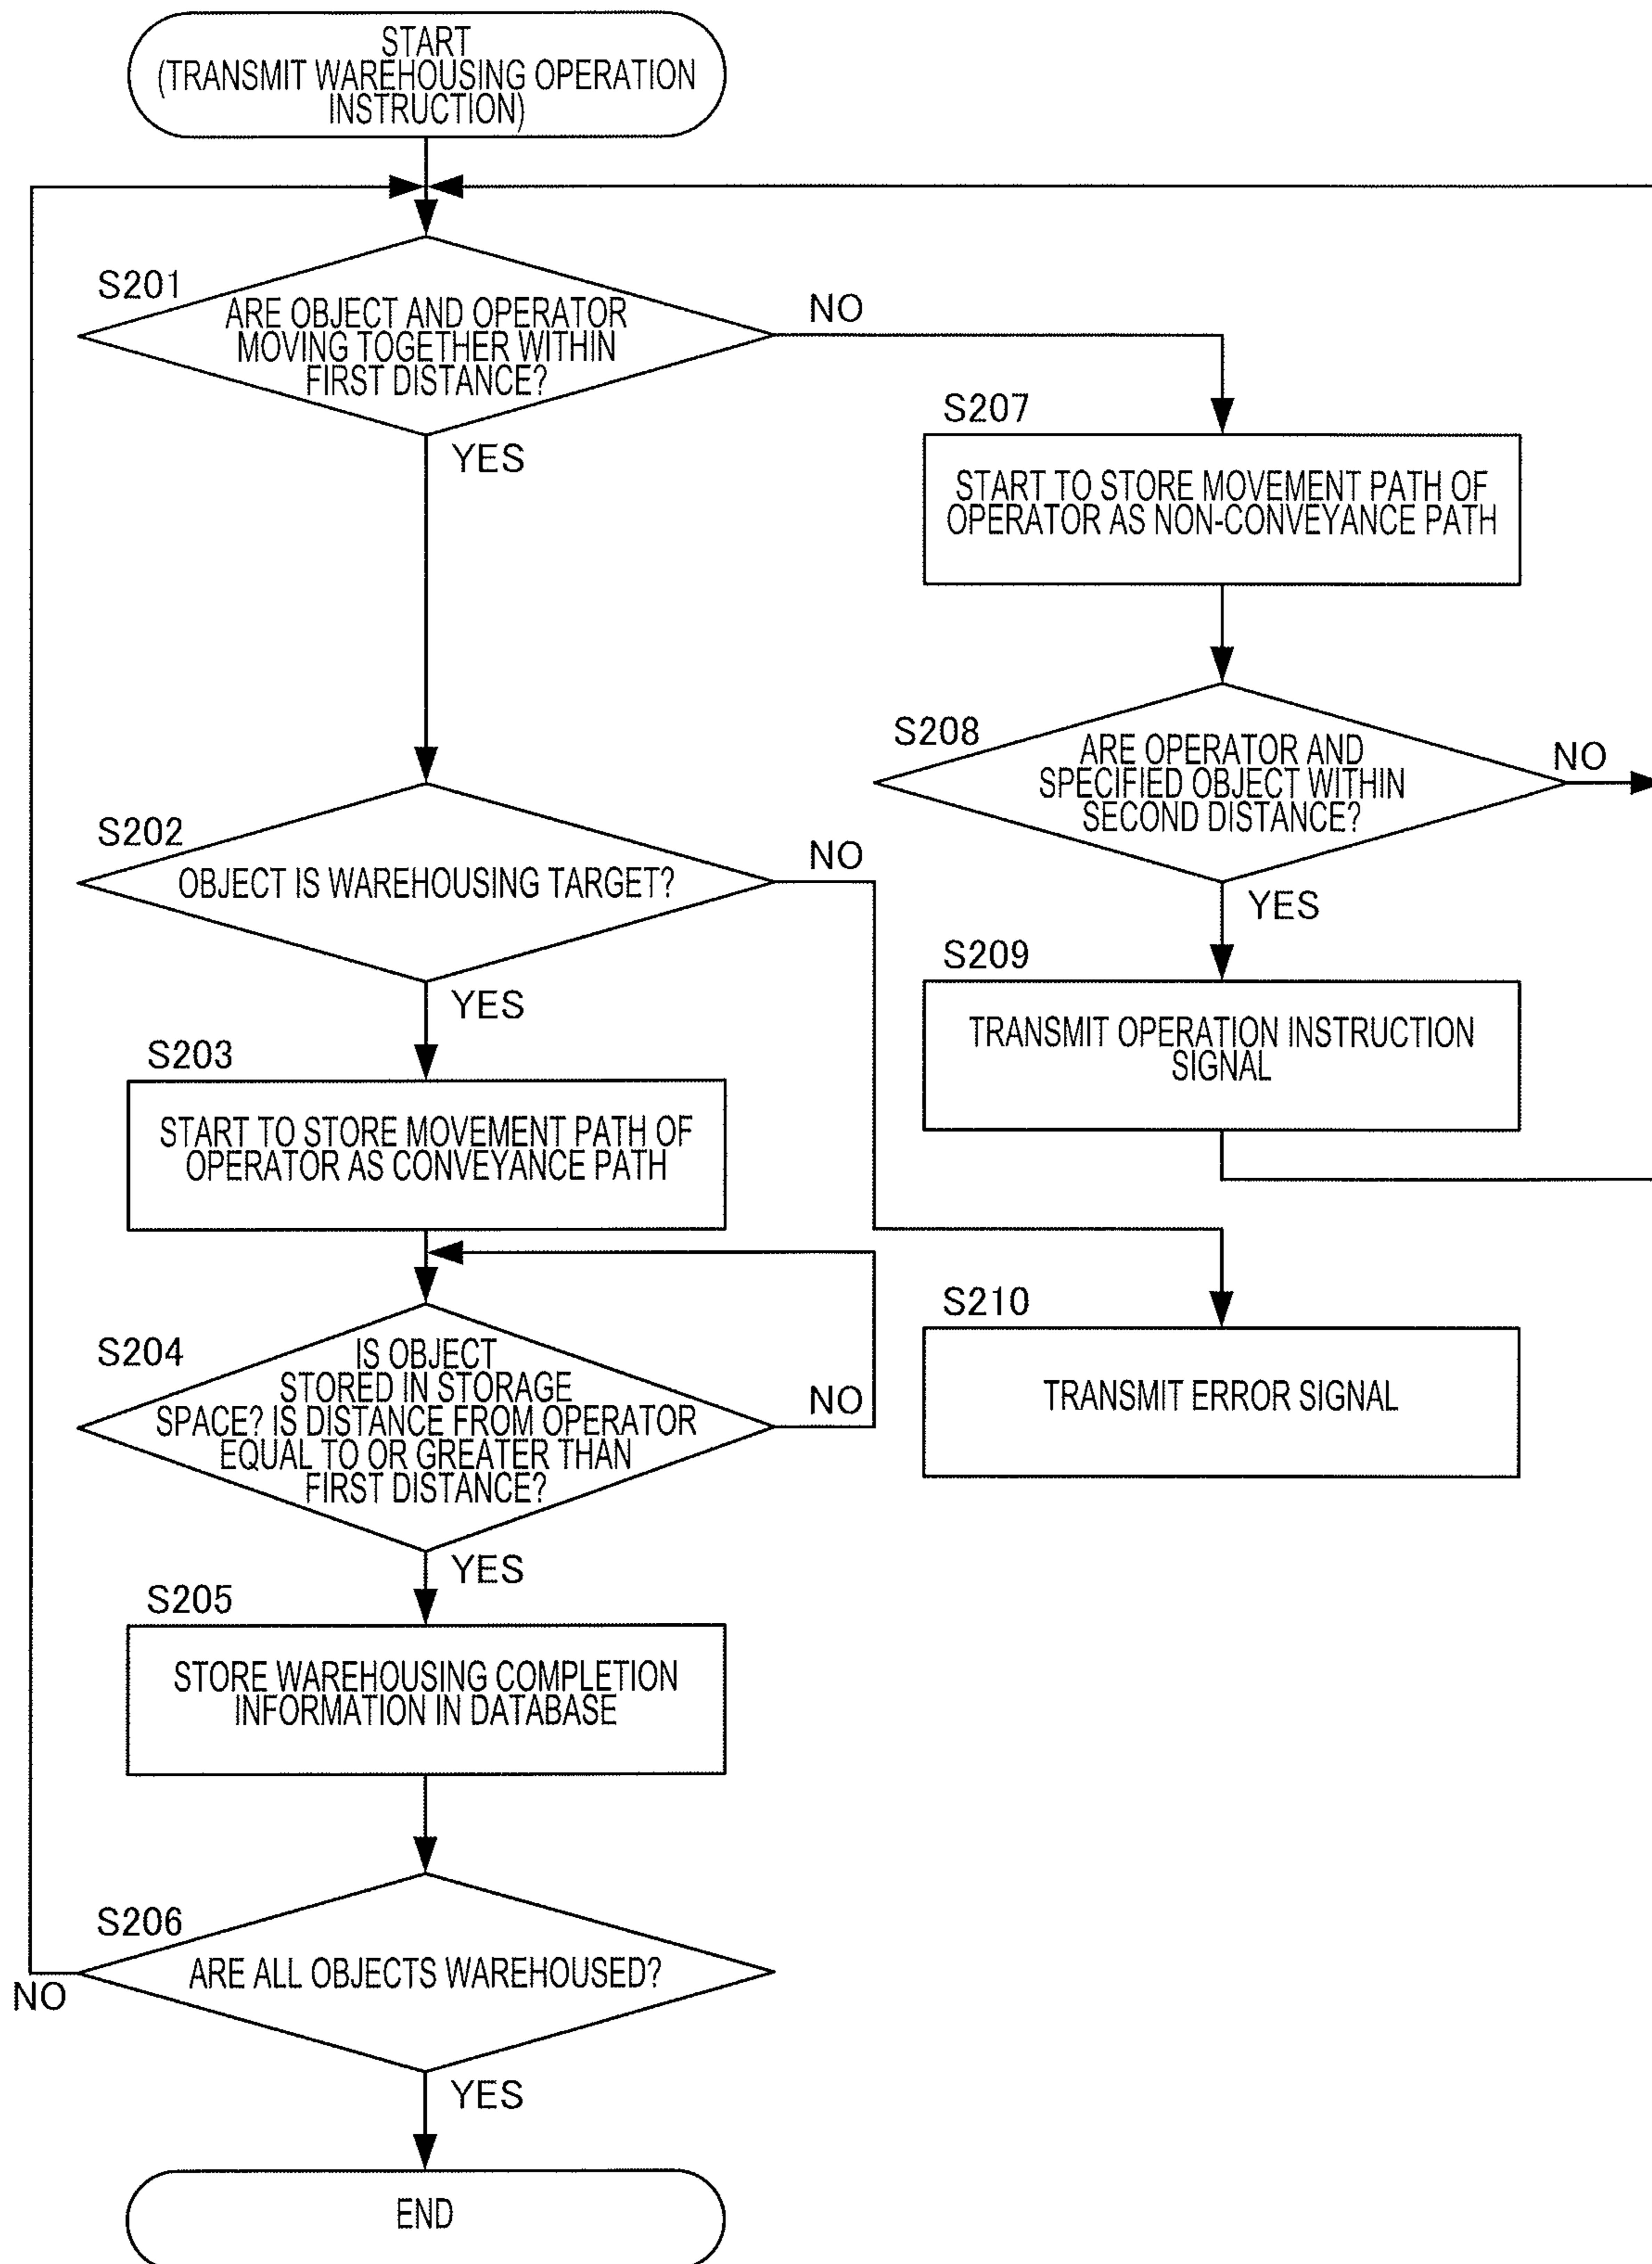 START
(TRANSMIT WAREHOUSING OPERATION
INSTRUCTION)
S201
ARE OBJECT AND OPERATOR
MOVING TOGETHER WITHIN
FIRST DISTANCE?
NO
YES
S207
START TO STORE MOVEMENT PATH OF
OPERATOR AS NON-CONVEYANCE PATH
S208
ARE OPERATOR AND
SPECIFIED OBJECT WITHIN
SECOND DISTANCE?
NO
YES
S202
OBJECT IS WAREHOUSING TARGET?
NO
YES
S209
TRANSMIT OPERATION INSTRUCTION
SIGNAL
S203
START TO STORE MOVEMENT PATH OF
OPERATOR AS CONVEYANCE PATH
S204
IS OBJECT
STORED IN STORAGE
SPACE? IS DISTANCE FROM OPERATOR
EQUAL TO OR GREATER THAN
FIRST DISTANCE?
NO
YES
S210
TRANSMIT ERROR SIGNAL
S205
STORE WAREHOUSING COMPLETION
INFORMATION IN DATABASE
S206
ARE ALL OBJECTS WAREHOUSED?
NO
YES
END